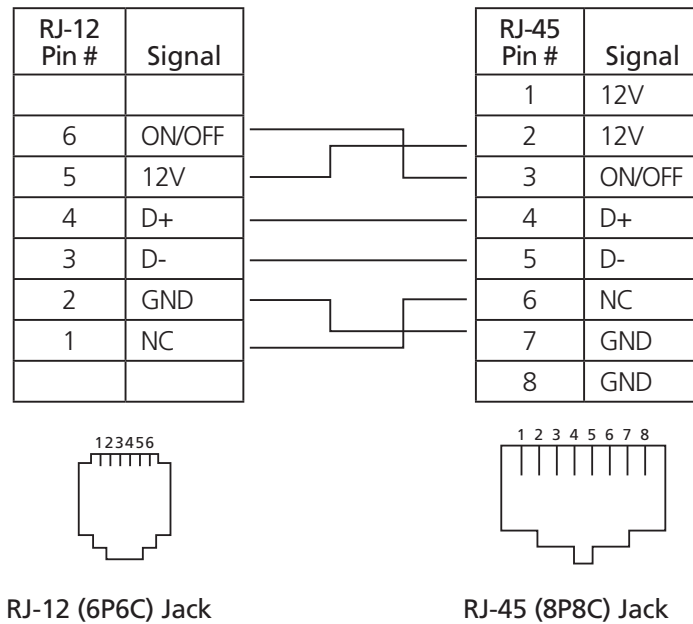 RJ-12 Pin # Signal
6 ON/OFF
5 12V
4 D+
3 D-
2 GND
1 NC
RJ-45 Pin # Signal
1 12V
2 12V
3 ON/OFF
4 D+
5 D-
6 NC
7 GND
8 GND
123456
RJ-12 (6P6C) Jack
1 2 3 4 5 6 7 8
RJ-45 (8P8C) Jack